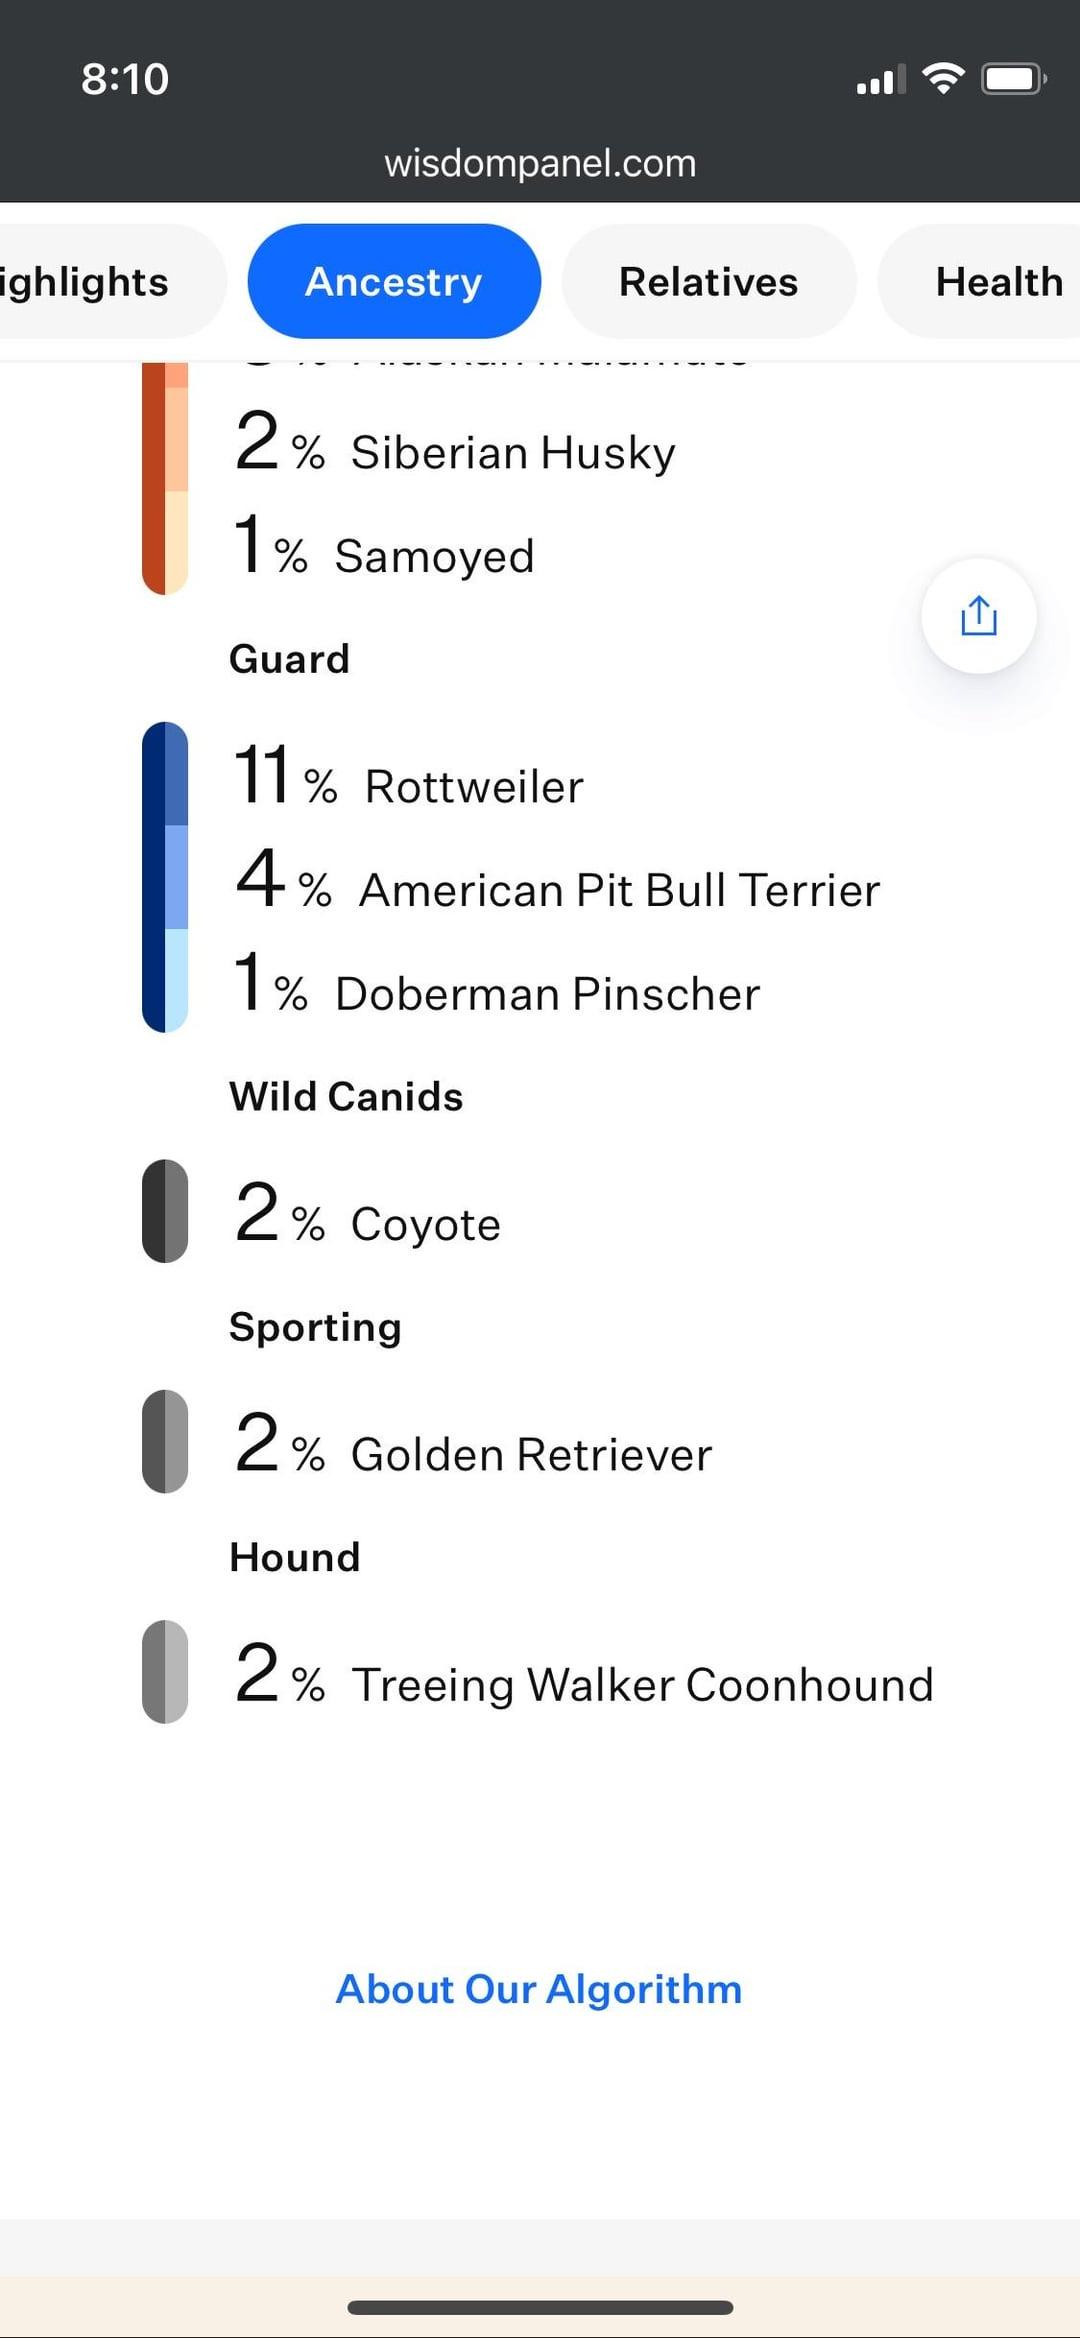 8:10
wisdompanel.com
ighlights Ancestry Relatives Health
2% Siberian Husky
1% Samoyed
Guard
11% Rottweiler
4% American Pit Bull Terrier
1% Doberman Pinscher
Wild Canids
2% Coyote
Sporting
2% Golden Retriever
Hound
2% Treeing Walker Coonhound
About Our Algorithm